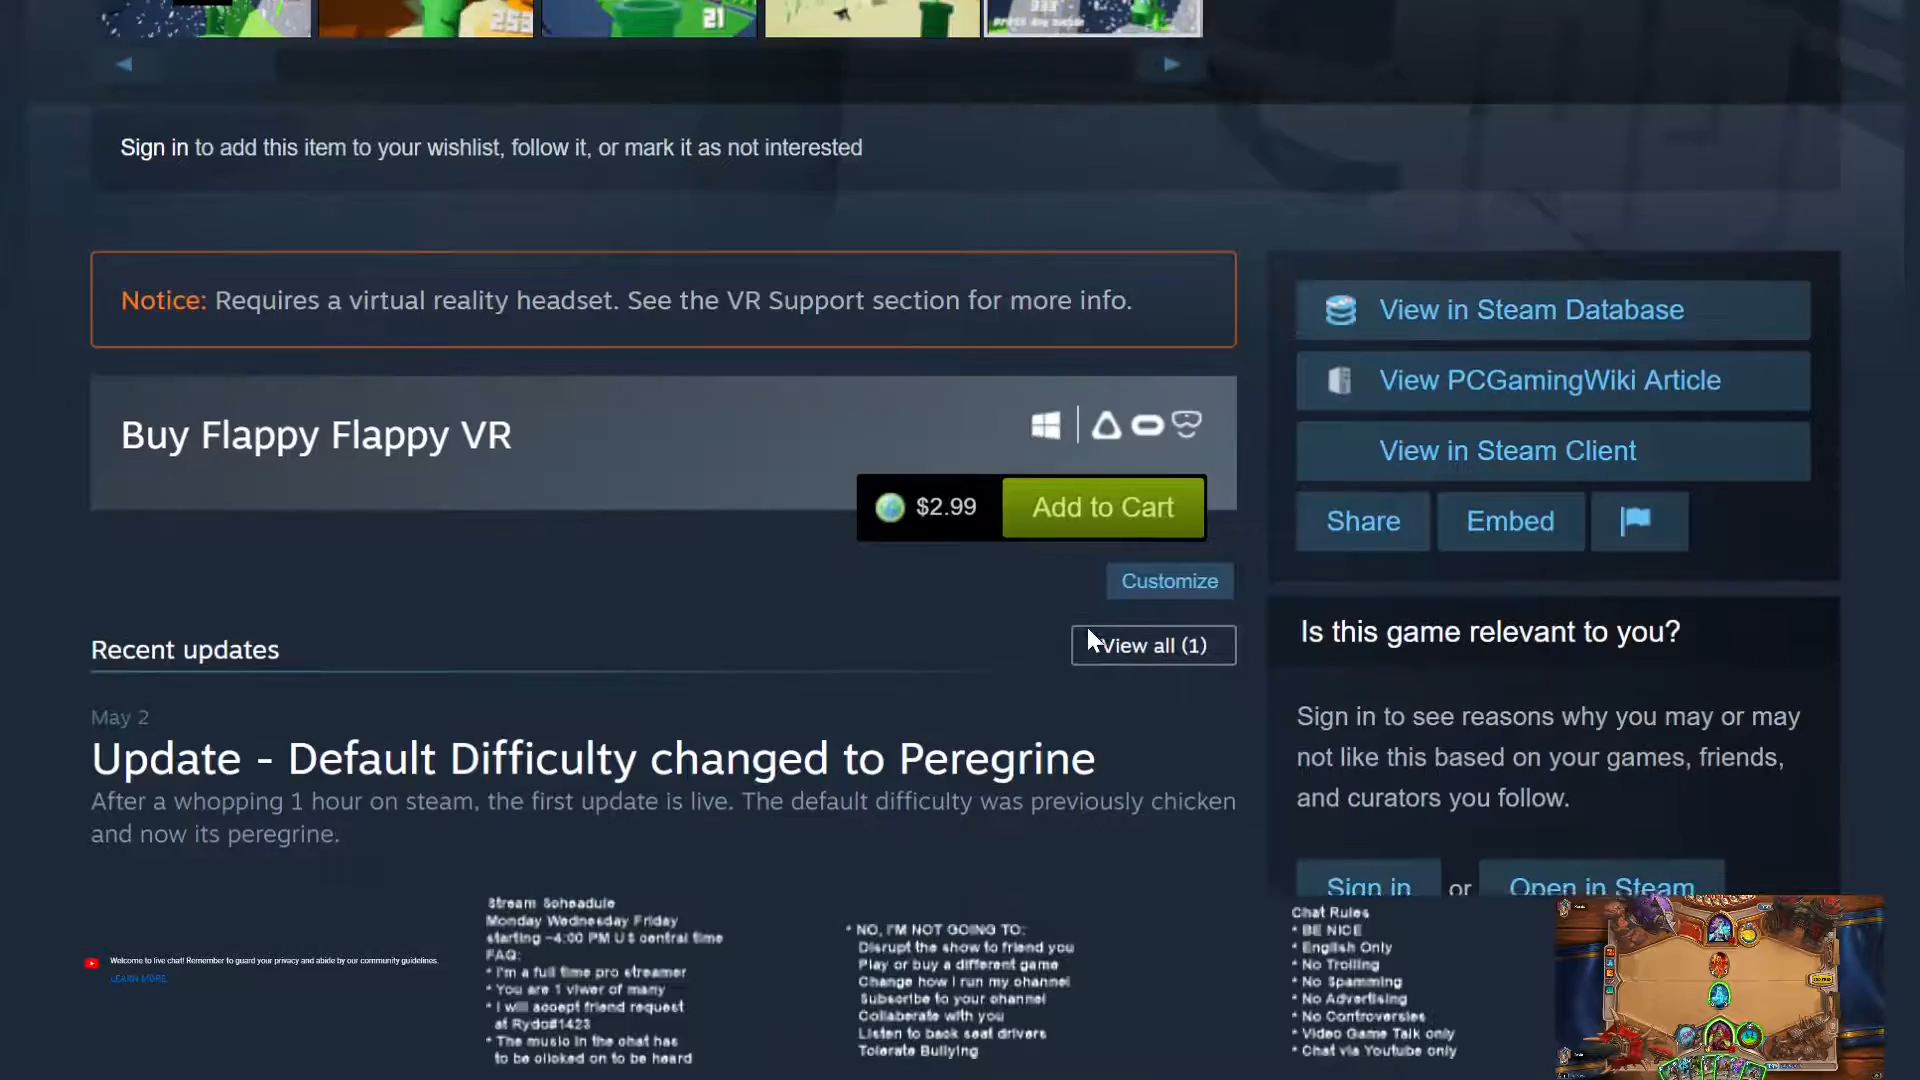 253
21
333
press any button
Sign in to add this item to your wishlist, follow it, or mark it as not interested
Notice: Requires a virtual reality headset. See the VR Support section for more info.
Buy Flappy Flappy VR
$2.99
Add to Cart
Customize
Recent updates
View all (1)
May 2
Update - Default Difficulty changed to Peregrine
After a whopping 1 hour on steam, the first update is live. The default difficulty was previously chicken
and now its peregrine.
View in Steam Database
View PCGamingWiki Article
View in Steam Client
Share
Embed
Is this game relevant to you?
Sign in to see reasons why you may or may
not like this based on your games, friends,
and curators you follow.
Sign in or Open in Steam
Welcome to live chat! Remember to guard your privacy and abide by our community guidelines.
LEARN MORE
Stream Scheadule
Monday Wednesday Friday
starting ~4:00 PM US central time
FAQ:
* I'm a full time pro streamer
* You are 1 viwer of many
* I will accept friend request
at Rydo#1423
* The music in the chat has
to be clicked on to be heard
* NO, I'M NOT GOING TO:
Disrupt the show to friend you
Play or buy a different game
Change how I run my channel
Subscribe to your channel
Collaberate with you
Listen to back seat drivers
Tolerate Bullying
Chat Rules
* BE NICE
* English Only
* No Trolling
* No Spamming
* No Advertising
* No Controversies
* Video Game Talk only
* Chat via Youtube only